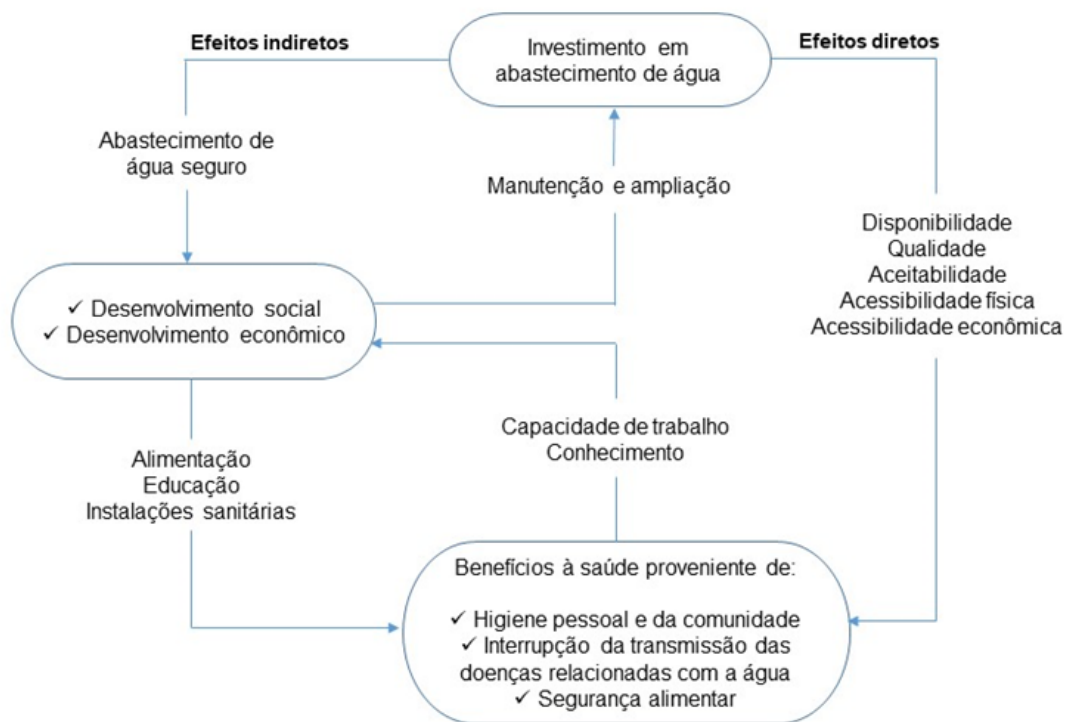 Efeitos indiretos
Investimento em
abastecimento de água
Efeitos diretos
Abastecimento de
água seguro
Manutenção e ampliação
Disponibilidade
Qualidade
Aceitabilidade
Acessibilidade física
Acessibilidade econômica
✓ Desenvolvimento social
✓ Desenvolvimento econômico
Capacidade de trabalho
Conhecimento
Alimentação
Educação
Instalações sanitárias
Benefícios à saúde proveniente de:
✓ Higiene pessoal e da comunidade
✓ Interrupção da transmissão das
doenças relacionadas com a água
✓ Segurança alimentar